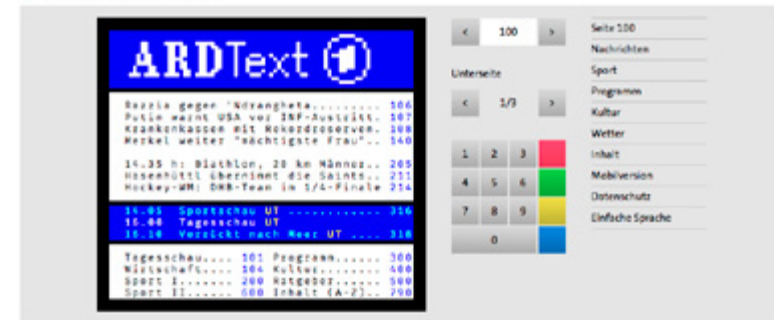 ARDText 1
Razzia gegen 'Ndrangheta......... 106
Putin warnt USA vor INF-Austritt. 107
Krankenkassen mit Rekordreserven. 108
Merkel weiter "mächtigste Frau".. 540
14.35 h: Biathlon, 20 km Männer.. 205
Hasenhüttl übernimmt die Saints.. 211
Hockey-WM: DHB-Team im 1/4-Finale 214
14.05 Sportschau UT ............ 316
16.00 Tagesschau UT
16.10 Verrückt nach Meer UT .... 318
Tagesschau.... 101 Programm...... 300
Wirtschaft.... 104 Kultur........ 400
Sport I....... 200 Ratgeber...... 500
Sport II...... 600 Inhalt (A-Z).. 790
< 100 >
Unterseite
< 1/3 >
1 2 3
4 5 6
7 8 9
0
Seite 100
Nachrichten
Sport
Programm
Kultur
Wetter
Inhalt
Mobilversion
Datenschutz
Einfache Sprache